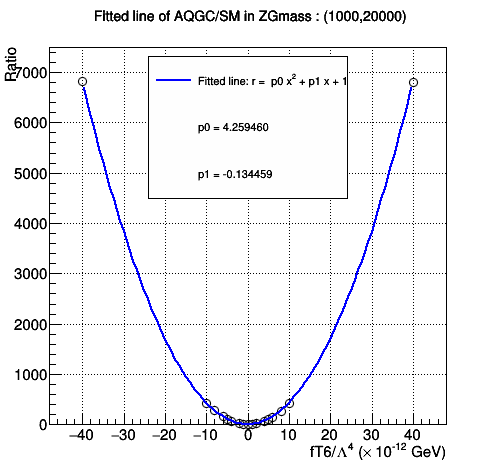 FItted line of AQGC/SM in ZGmass : (1000,20000)
Ratio
7000
6000
5000
4000
3000
2000
1000
0
Fitted line: r = p0 x² + p1 x + 1
p0 = 4.259460
p1 = -0.134459
−40 −30 −20 −10 0 10 20 30 40
fT6/Λ⁴ (× 10⁻¹² GeV)